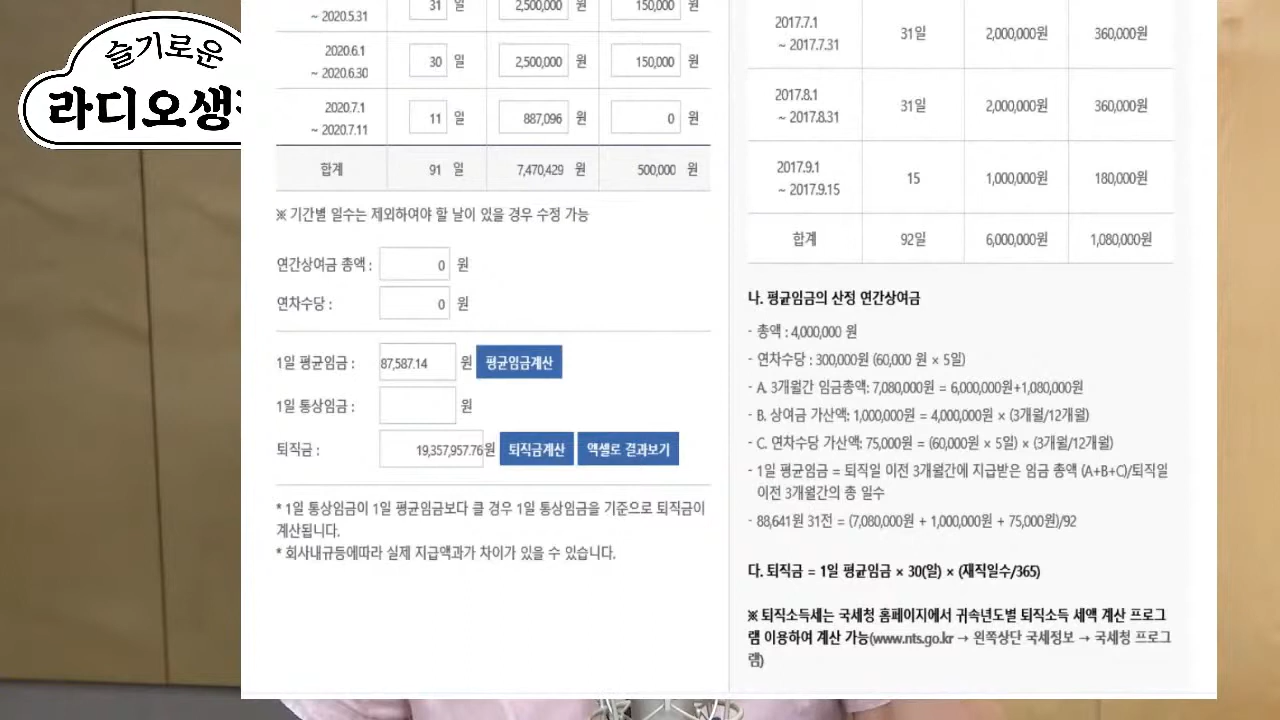 슬기로운
라디오생
~ 2020.5.31 31 일 2,500,000 원 150,000 원
2020.6.1
~ 2020.6.30 30 일 2,500,000 원 150,000 원
2020.7.1
~ 2020.7.11 11 일 887,096 원 0 원
합계 91 일 7,470,429 원 500,000 원
※ 기간별 일수는 제외하여야 할 날이 있을 경우 수정 가능
연간상여금 총액 : 0 원
연차수당 : 0 원
1일 평균임금 : 87,587.14 원 평균임금계산
1일 통상임금 : 원
퇴직금 : 19,357,957.76원 퇴직금계산 엑셀로 결과보기
* 1일 통상임금이 1일 평균임금보다 클 경우 1일 통상임금을 기준으로 퇴직금이
계산됩니다.
* 회사내규등에따라 실제 지급액과가 차이가 있을 수 있습니다.
2017.7.1
~ 2017.7.31 31일 2,000,000원 360,000원
2017.8.1
~ 2017.8.31 31일 2,000,000원 360,000원
2017.9.1
~ 2017.9.15 15 1,000,000원 180,000원
합계 92일 6,000,000원 1,080,000원
나. 평균임금의 산정 연간상여금
- 총액 : 4,000,000 원
- 연차수당 : 300,000원 (60,000 원 × 5일)
- A. 3개월간 임금총액: 7,080,000원 = 6,000,000원+1,080,000원
- B. 상여금 가산액: 1,000,000원 = 4,000,000원 × (3개월/12개월)
- C. 연차수당 가산액: 75,000원 = (60,000원 × 5일) × (3개월/12개월)
- 1일 평균임금 = 퇴직일 이전 3개월간에 지급받은 임금 총액 (A+B+C)/퇴직일
이전 3개월간의 총 일수
- 88,641원 31전 = (7,080,000원 + 1,000,000원 + 75,000원)/92
다. 퇴직금 = 1일 평균임금 × 30(일) × (재직일수/365)
※ 퇴직소득세는 국세청 홈페이지에서 귀속년도별 퇴직소득 세액 계산 프로그
램 이용하여 계산 가능(www.nts.go.kr → 왼쪽상단 국세정보 → 국세청 프로그
램)